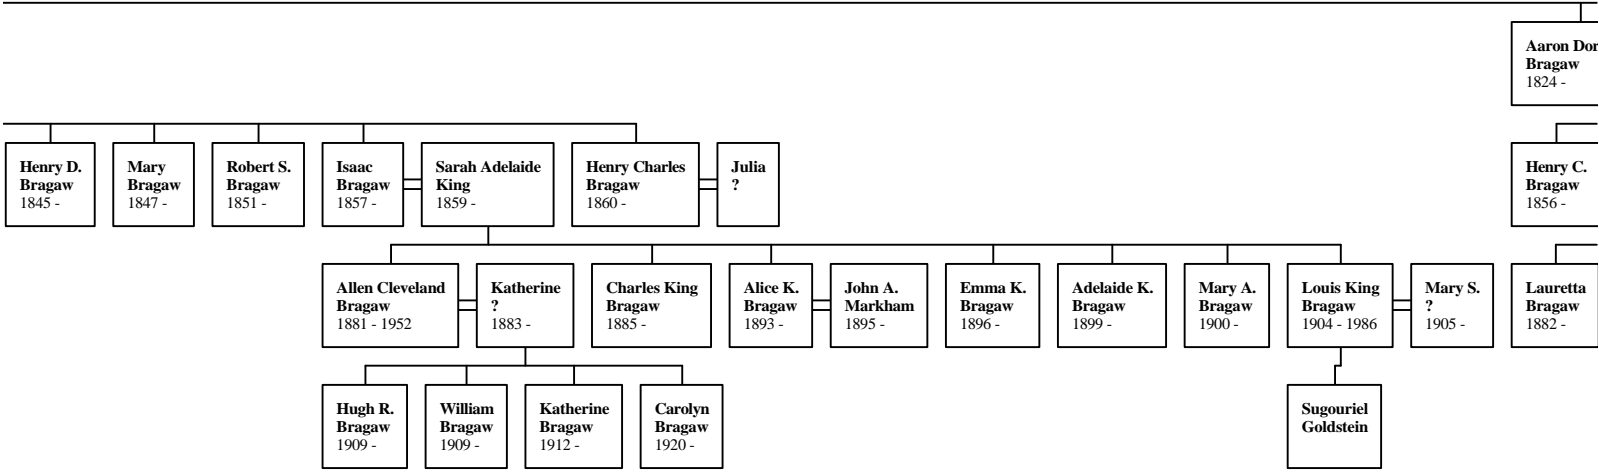 Aaron Dor
Bragaw
1824 -
Henry D.
Bragaw
1845 -
Mary
Bragaw
1847 -
Robert S.
Bragaw
1851 -
Isaac
Bragaw
1857 -
Sarah Adelaide
King
1859 -
Henry Charles
Bragaw
1860 -
Julia
?
Henry C.
Bragaw
1856 -
Allen Cleveland
Bragaw
1881 - 1952
Katherine
?
1883 -
Charles King
Bragaw
1885 -
Alice K.
Bragaw
1893 -
John A.
Markham
1895 -
Emma K.
Bragaw
1896 -
Adelaide K.
Bragaw
1899 -
Mary A.
Bragaw
1900 -
Louis King
Bragaw
1904 - 1986
Mary S.
?
1905 -
Lauretta
Bragaw
1882 -
Hugh R.
Bragaw
1909 -
William
Bragaw
1909 -
Katherine
Bragaw
1912 -
Carolyn
Bragaw
1920 -
Sugouriel
Goldstein